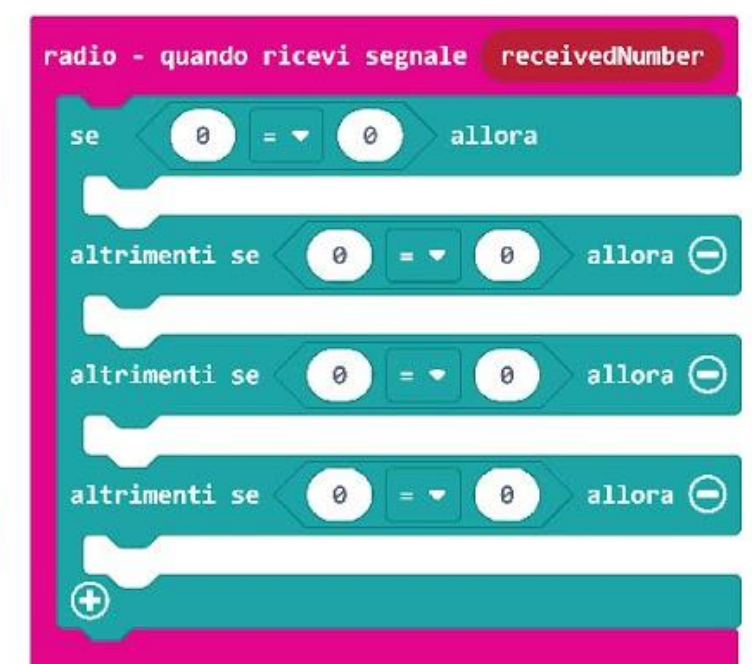 radio - quando ricevi segnale receivedNumber
se 0 = 0 allora
altrimenti se 0 = 0 allora
altrimenti se 0 = 0 allora
altrimenti se 0 = 0 allora